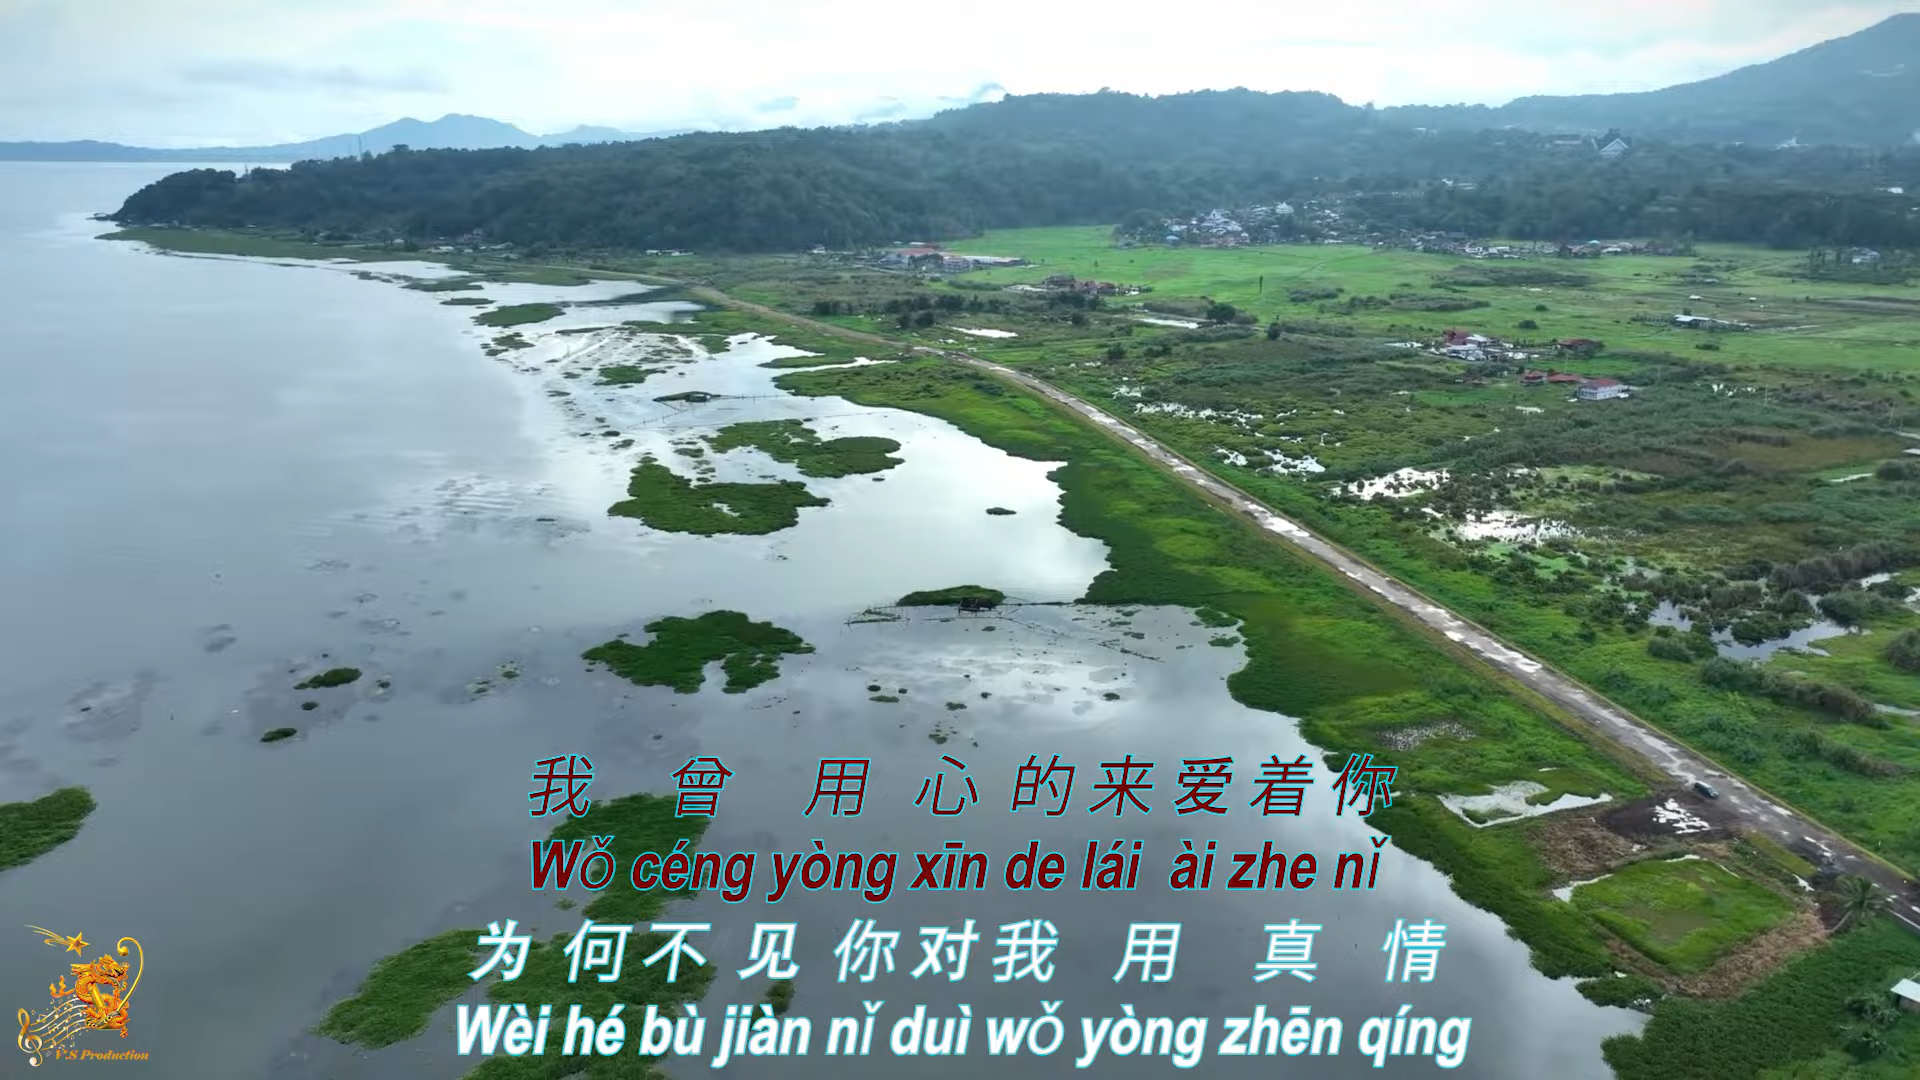 我 曾 用 心 的 来 爱 着 你
Wǒ céng yòng xīn de lái ài zhe nǐ
为 何 不 见 你 对 我 用 真 情
Wèi hé bù jiàn nǐ duì wǒ yòng zhēn qíng
V.S Production